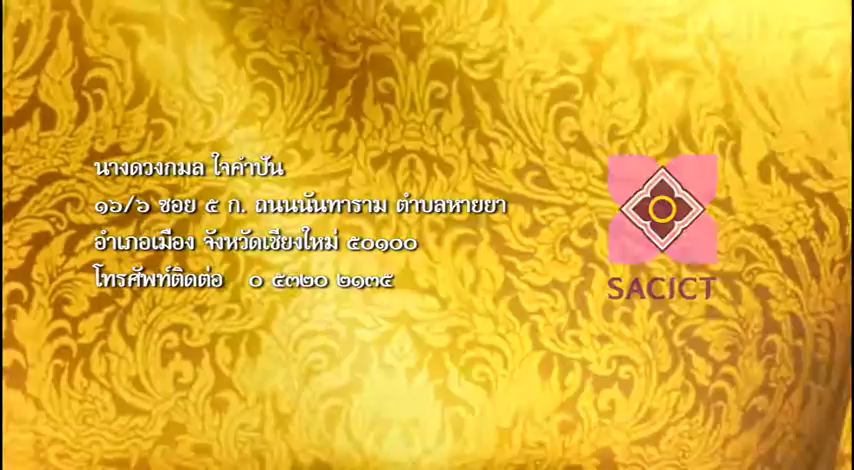 นางดวงกมล ใจคำปัน
๑๖/๖ ซอย ๕ ก. ถนนนันทาราม ตำบลหายยา
อำเภอเมือง จังหวัดเชียงใหม่ ๕๐๑๐๐
โทรศัพท์ติดต่อ ๐ ๕๓๒๐ ๒๑๓๕
SACICT